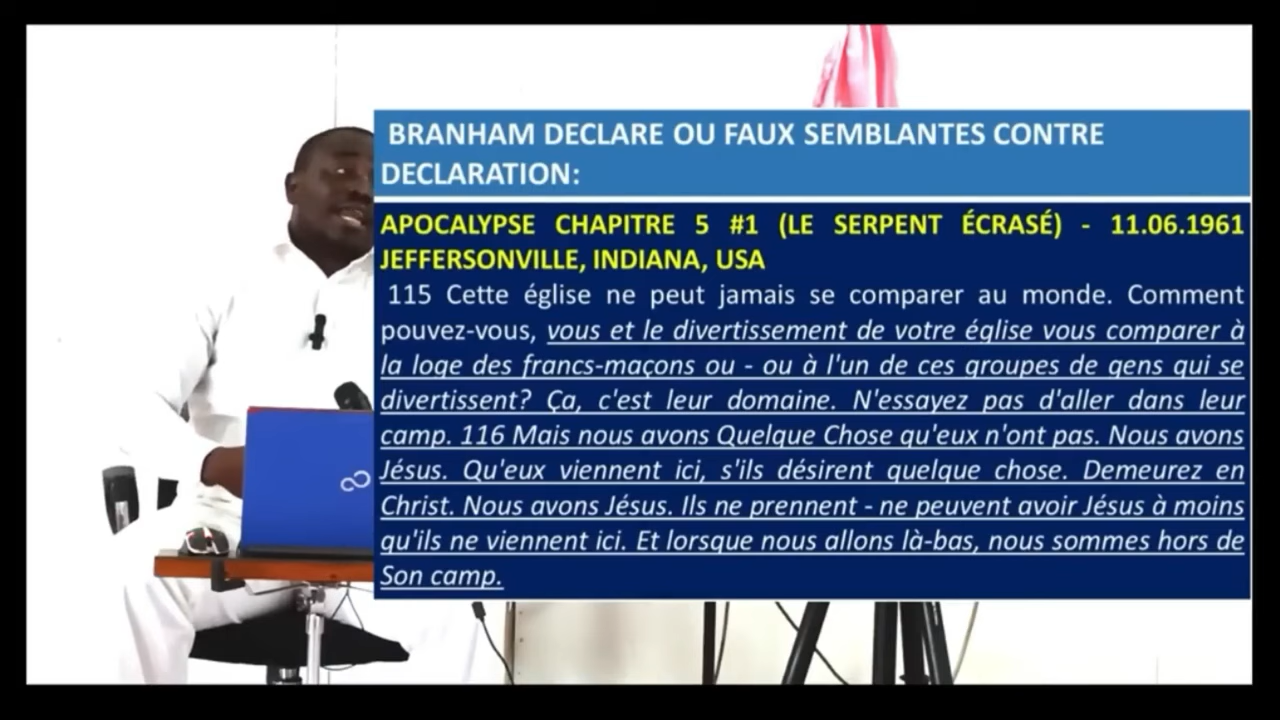 BRANHAM DECLARE OU FAUX SEMBLANTES CONTRE
DECLARATION:
APOCALYPSE CHAPITRE 5 #1 (LE SERPENT ÉCRASÉ) - 11.06.1961
JEFFERSONVILLE, INDIANA, USA
115 Cette église ne peut jamais se comparer au monde. Comment
pouvez-vous, vous et le divertissement de votre église vous comparer à
la loge des francs-maçons ou - ou à l'un de ces groupes de gens qui se
divertissent? Ça, c'est leur domaine. N'essayez pas d'aller dans leur
camp. 116 Mais nous avons Quelque Chose qu'eux n'ont pas. Nous avons
Jésus. Qu'eux viennent ici, s'ils désirent quelque chose. Demeurez en
Christ. Nous avons Jésus. Ils ne prennent - ne peuvent avoir Jésus à moins
qu'ils ne viennent ici. Et lorsque nous allons là-bas, nous sommes hors de
Son camp.